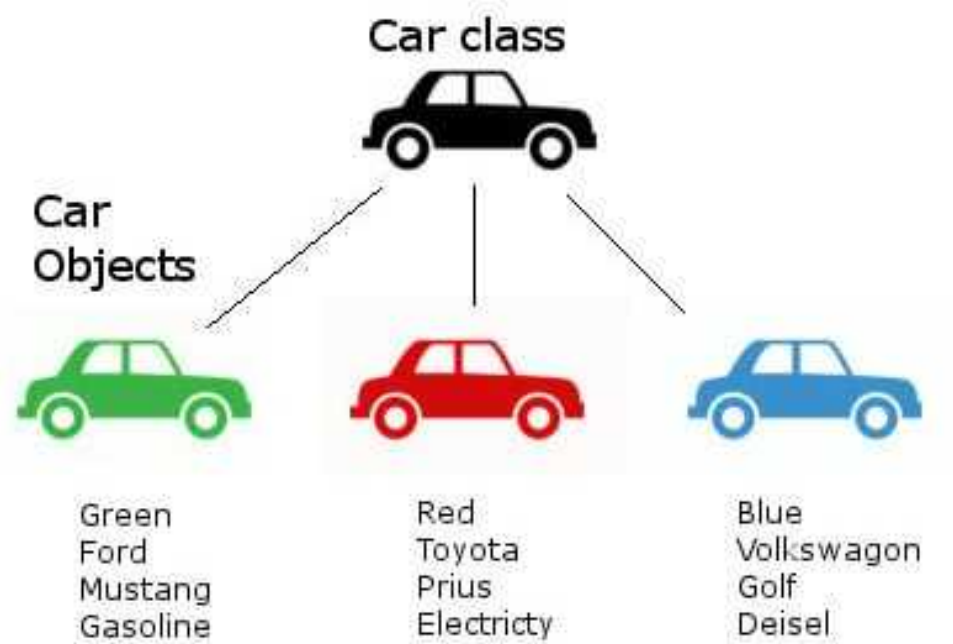 Car class
Car
Objects
Green
Ford
Mustang
Gasoline
Red
Toyota
Prius
Electricty
Blue
Volkswagon
Golf
Deisel